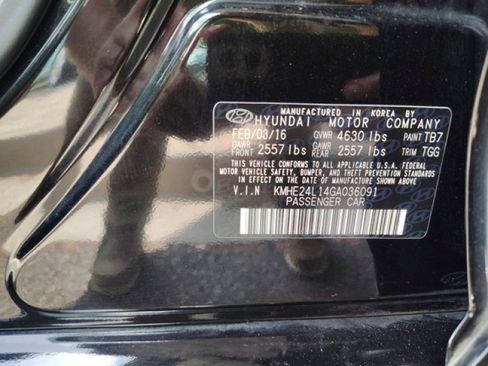 MANUFACTURED IN KOREA BY
HYUNDAI MOTOR COMPANY
FEB/03/16 GVWR 4630 lbs PAINT TB7
GAWR FRONT 2557 lbs GAWR REAR 2557 lbs TRIM TGG
THIS VEHICLE CONFORMS TO ALL APPLICABLE U.S.A. FEDERAL
MOTOR VEHICLE SAFETY, BUMPER, AND THEFT PREVENTION
STANDARDS IN EFFECT ON THE DATE OF MANUFACTURE SHOWN ABOVE.
V.I.N KMHE24L14GA036091
PASSENGER CAR